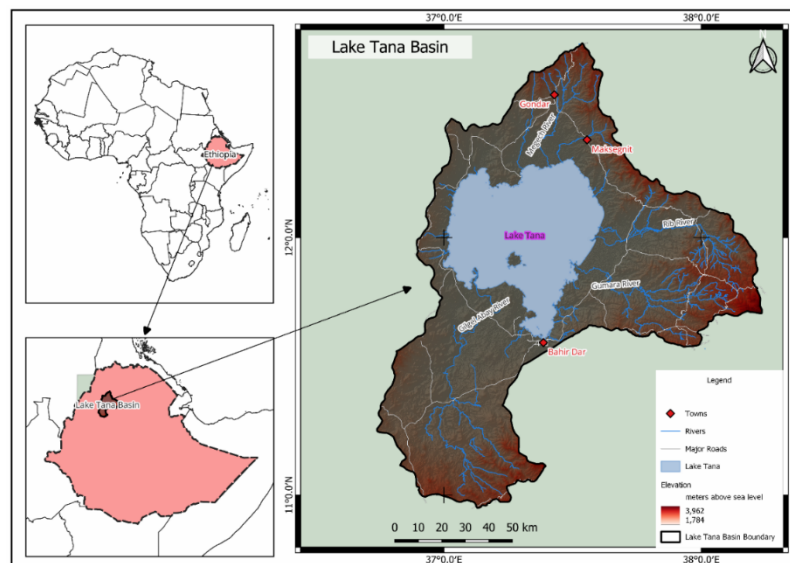 Ethiopia
Lake Tana Basin
Lake Tana Basin
37°0.0'E
38°0.0'E
N
Gondar
Megech River
Maksegnit
Lake Tana
Rib River
12°0.0'N
Gumara River
Gilgel Abay River
Bahir Dar
11°0.0'N
0 10 20 30 40 50 km
37°0.0'E
38°0.0'E
Legend
Towns
Rivers
Major Roads
Lake Tana
Elevation
meters above sea level
3,962
1,784
Lake Tana Basin Boundary